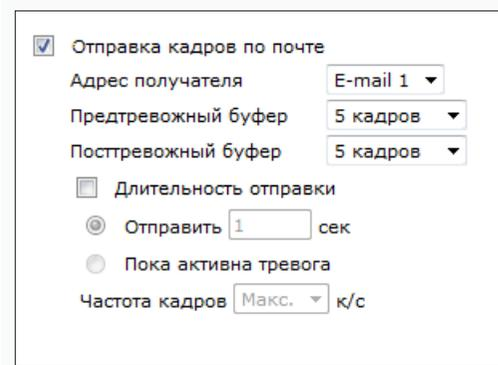 Отправка кадров по почте
Адрес получателя E-mail 1
Предтревожный буфер 5 кадров
Посттревожный буфер 5 кадров
Длительность отправки
Отправить 1 сек
Пока активна тревога
Частота кадров Макс. к/с